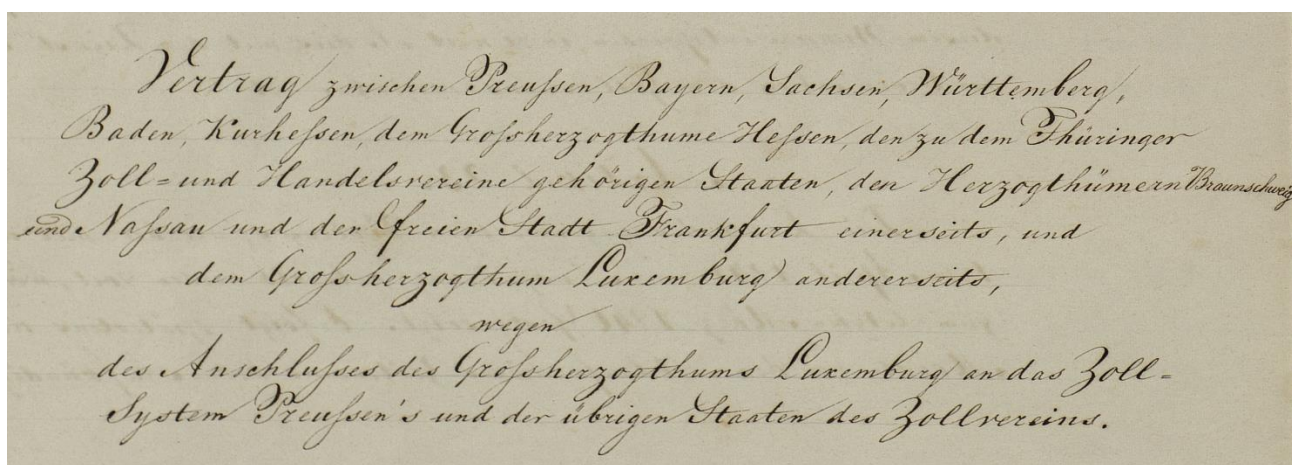 Vertrag zwischen Preußen, Bayern, Sachsen, Württemberg,
Baden, Kurheßen, dem Großherzogthume Heßen, den zu dem Thüringer
Zoll= und Handelsvereine gehörigen Staaten, den Herzogthümern Braunschweig
und Naßau und der freien Stadt Frankfurt einerseits, und
dem Großherzogthum Luxemburg andererseits,
wegen
des Anschlußes des Großherzogthums Luxemburg an das Zoll=
System Preußen's und der übrigen Staaten des Zollvereins.